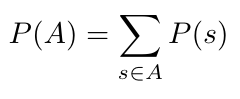 P(A) = ∑_{s∈A} P(s)